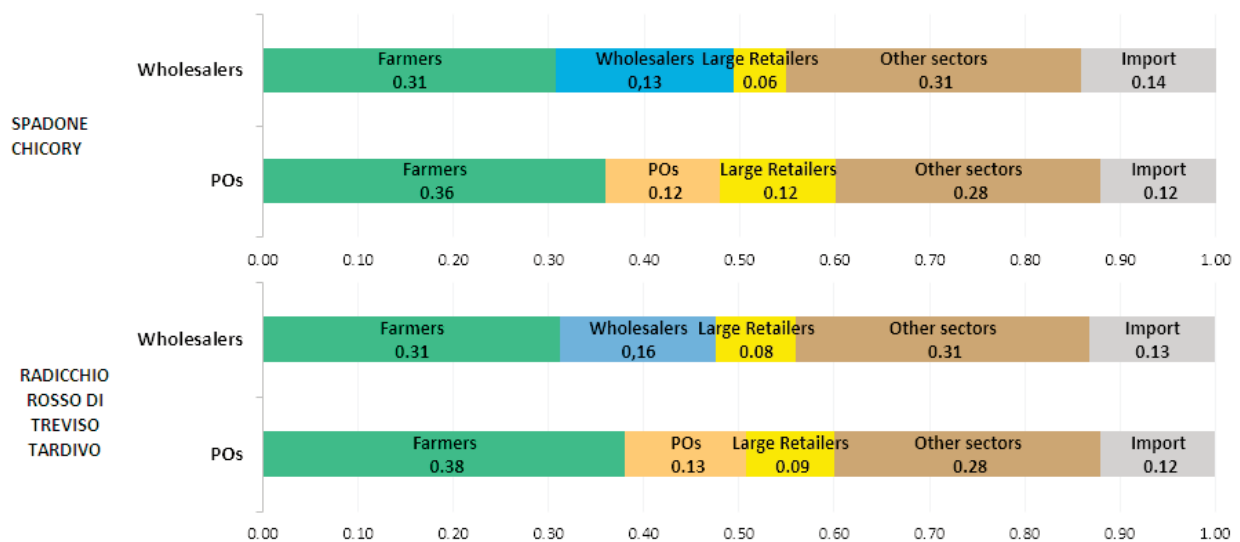 Farmers Wholesalers Large Retailers Other sectors Import
Wholesalers
0.31 0,13 0.06 0.31 0.14
SPADONE
CHICORY
Farmers POs Large Retailers Other sectors Import
POs
0.36 0.12 0.12 0.28 0.12
0.00 0.10 0.20 0.30 0.40 0.50 0.60 0.70 0.80 0.90 1.00
Farmers Wholesalers Large Retailers Other sectors Import
Wholesalers
0.31 0,16 0.08 0.31 0.13
RADICCHIO
ROSSO DI
TREVISO
TARDIVO
Farmers POs Large Retailers Other sectors Import
POs
0.38 0.13 0.09 0.28 0.12
0.00 0.10 0.20 0.30 0.40 0.50 0.60 0.70 0.80 0.90 1.00